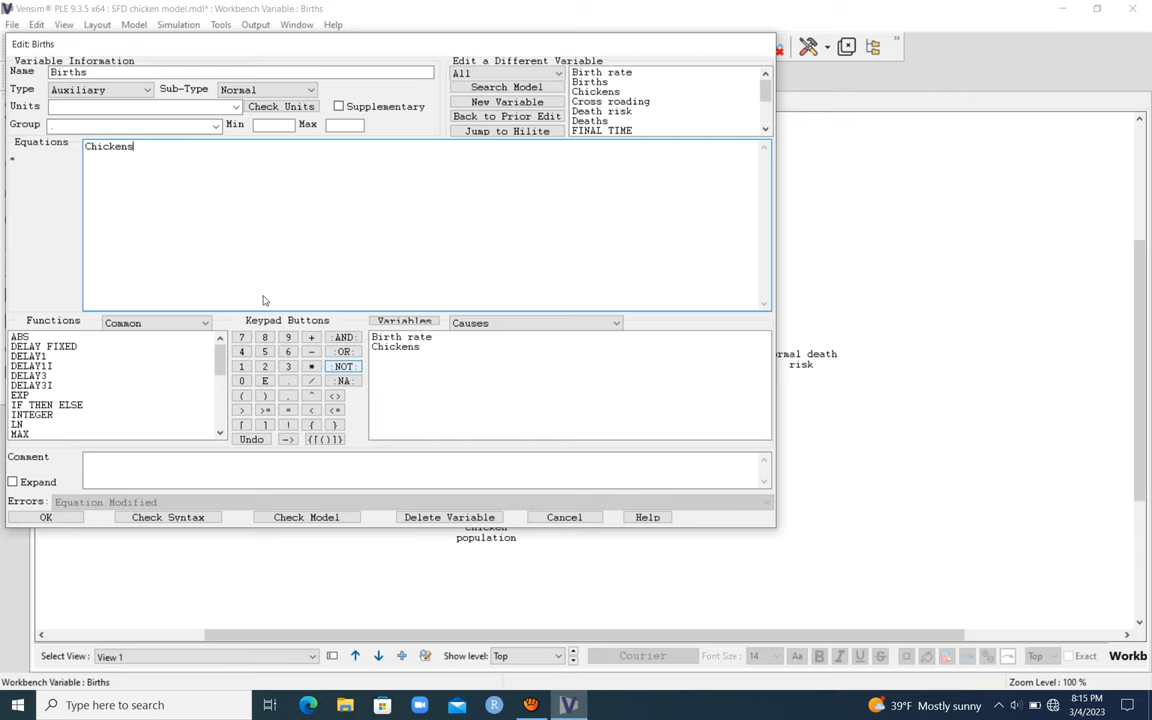 Vensim® PLE 9.3.5 x64 : SFD chicken model.mdl* : Workbench Variable : Births
File Edit View Layout Model Simulation Tools Output Window Help
Edit: Births
Variable Information
Edit a Different Variable
Name Births
All
Type Auxiliary Sub-Type Normal
Search Model
Units Check Units Supplementary
New Variable
Group . Min Max
Back to Prior Edit
Jump to Hilite
Birth rate
Births
Chickens
Cross roading
Death risk
Deaths
FINAL TIME
Equations
=
Chickens
Functions Common
Keypad Buttons
Variables Causes
ABS
DELAY FIXED
DELAY1
DELAY1I
DELAY3
DELAY3I
EXP
IF THEN ELSE
INTEGER
LN
MAX
7 8 9 + :AND:
4 5 6 - :OR:
1 2 3 * :NOT:
0 E . / :NA:
( ) , ^ <>
> >= = < <=
[ ] ! { }
Undo -> {[()]}
Birth rate
Chickens
Comment
Expand
Errors: Equation Modified
OK Check Syntax Check Model Delete Variable Cancel Help
rmal death
risk
chicken
population
Select View: View 1 Show level: Top Courier Font Size: 14 Aa B I U S Top Exact Workb
Workbench Variable : Births
Zoom Level : 100 %
Type here to search
39°F Mostly sunny
8:15 PM
3/4/2023